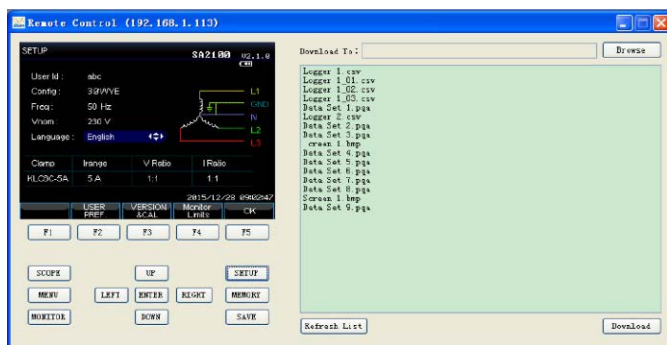 Remote Control (192.168.1.113)
SETUP SA2100 V2.1.0
User Id : abc
Config : 3ØWYE
Freq : 50 Hz
Vnom : 230 V
Language : English
L1
GND
N
L2
L3
Clamp Irange V Ratio I Ratio
KLC8C-5A 5 A 1:1 1:1
2015/12/28 09:02:47
USER PREF VERSION &CAL Monitor Limits OK
F1 F2 F3 F4 F5
SCOPE UP SETUP
MENU LEFT ENTER RIGHT MEMORY
MONITOR DOWN SAVE
Download To: Browse
Logger 1.csv
Logger 1_01.csv
Logger 1_02.csv
Logger 1_03.csv
Data Set 1.pqa
Logger 2.csv
Data Set 2.pqa
Data Set 3.pqa
creen 1.bmp
Data Set 4.pqa
Data Set 5.pqa
Data Set 6.pqa
Data Set 7.pqa
Data Set 8.pqa
Screen 1.bmp
Data Set 9.pqa
Refresh List Download